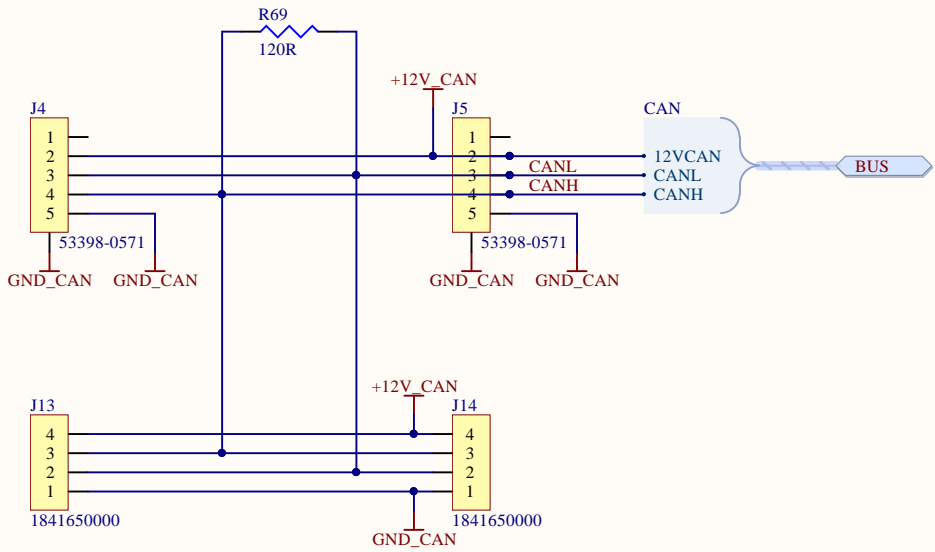 R69
120R
+12V_CAN
J4
J5
CAN
1
2
3
4
5
1
2
3
4
5
CANL
CANH
12VCAN
CANL
CANH
BUS
53398-0571
53398-0571
GND_CAN
GND_CAN
GND_CAN
GND_CAN
+12V_CAN
J13
J14
4
3
2
1
4
3
2
1
1841650000
1841650000
GND_CAN